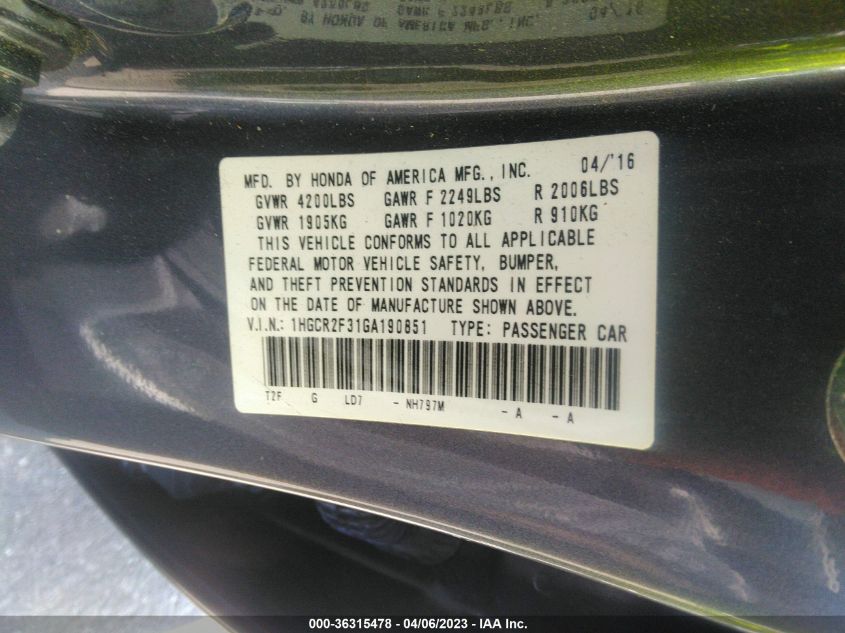 MFD. BY HONDA OF AMERICA MFG., INC. 04/'16
GVWR 4200LBS GAWR F 2249LBS R 2006LBS
GVWR 1905KG GAWR F 1020KG R 910KG
THIS VEHICLE CONFORMS TO ALL APPLICABLE
FEDERAL MOTOR VEHICLE SAFETY, BUMPER,
AND THEFT PREVENTION STANDARDS IN EFFECT
ON THE DATE OF MANUFACTURE SHOWN ABOVE.
V.I.N.: 1HGCR2F31GA190851 TYPE: PASSENGER CAR
T2F G LD7 - NH797M - A - A
000-36315478 - 04/06/2023 - IAA Inc.